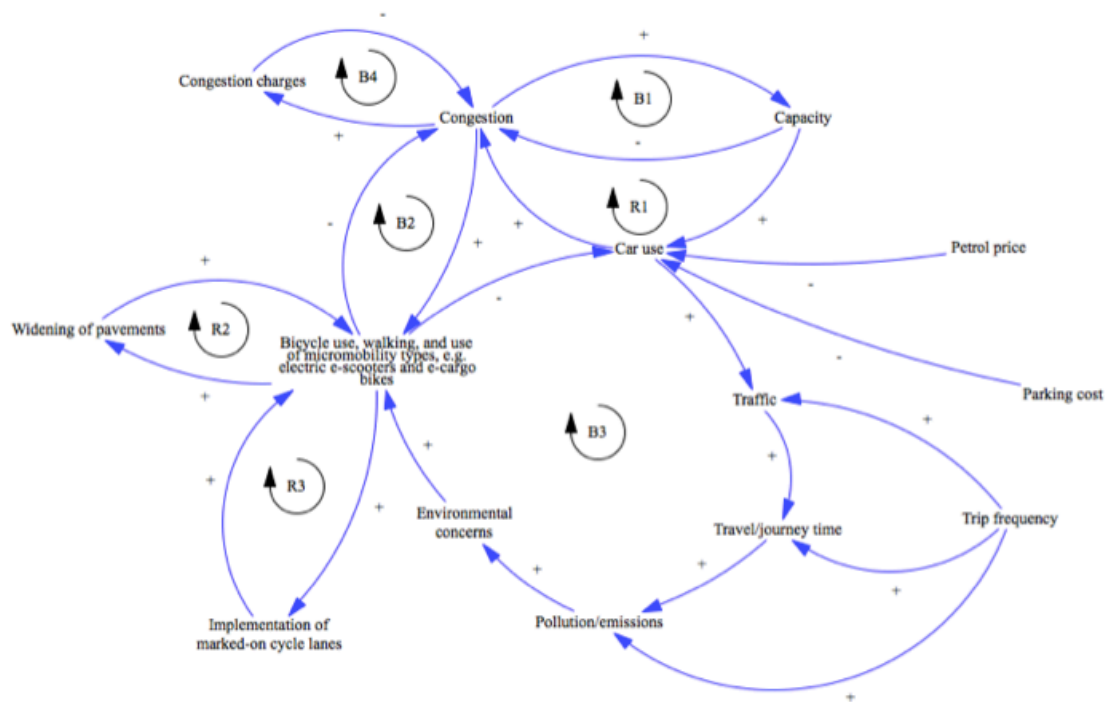 -
+
Congestion charges
B4
B1
Congestion
Capacity
+
-
R1
B2
-
+
+
+
Car use
Petrol price
+
-
-
+
-
Widening of pavements
R2
Bicycle use, walking, and use
of micromobility types, e.g.
electric e-scooters and e-cargo
bikes
Parking cost
+
Traffic
+
B3
+
+
+
R3
+
Environmental
concerns
Travel/journey time
Trip frequency
+
+
+
Implementation of
marked-on cycle lanes
Pollution/emissions
+